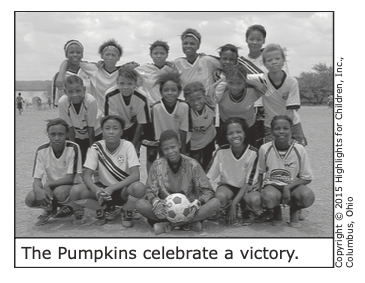 The Pumpkins celebrate a victory.
Copyright © 2015 Highlights for Children, Inc.,
Columbus, Ohio